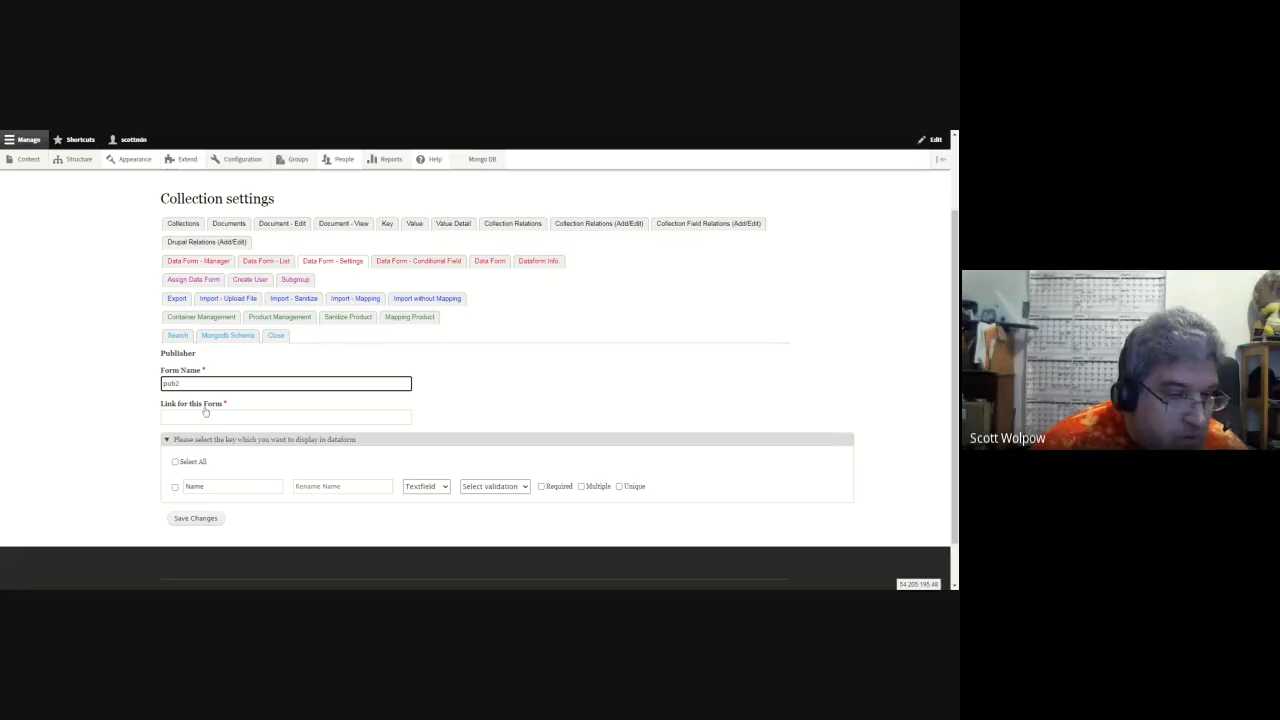 Manage Shortcuts scottmin Edit
Content Structure Appearance Extend Configuration Groups People Reports Help Mongo DB
Collection settings
Collections Documents Document - Edit Document - View Key Value Value Detail Collection Relations Collection Relations (Add/Edit) Collection Field Relations (Add/Edit)
Drupal Relations (Add/Edit)
Data Form - Manager Data Form - List Data Form - Settings Data Form - Conditional Field Data Form Dataform Info.
Assign Data Form Create User Subgroup
Export Import - Upload File Import - Sanitize Import - Mapping Import without Mapping
Container Management Product Management Sanitize Product Mapping Product
Search Mongodb Schema Close
Publisher
Form Name *
pub2
Link for this Form *
Please select the key which you want to display in dataform
Select All
Name Rename Name Textfield Select validation Required Multiple Unique
Save Changes
54.205.195.48
Scott Wolpow